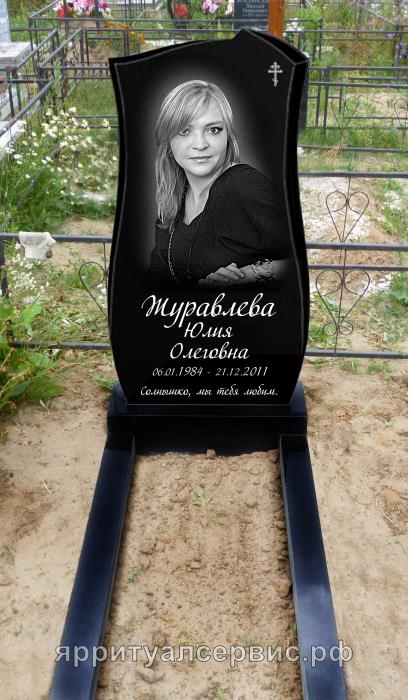 Журавлева
Юлия
Олеговна
06.01.1984 - 21.12.2011
Солнышко, мы тебя любим.
ярритуалсервис.рф